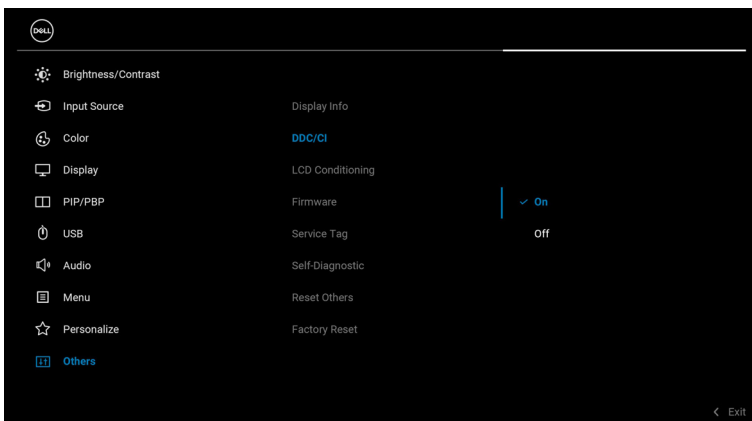 DELL
Brightness/Contrast
Input Source
Display Info
Color
DDC/CI
Display
LCD Conditioning
PIP/PBP
Firmware
On
USB
Service Tag
Off
Audio
Self-Diagnostic
Menu
Reset Others
Personalize
Factory Reset
Others
Exit